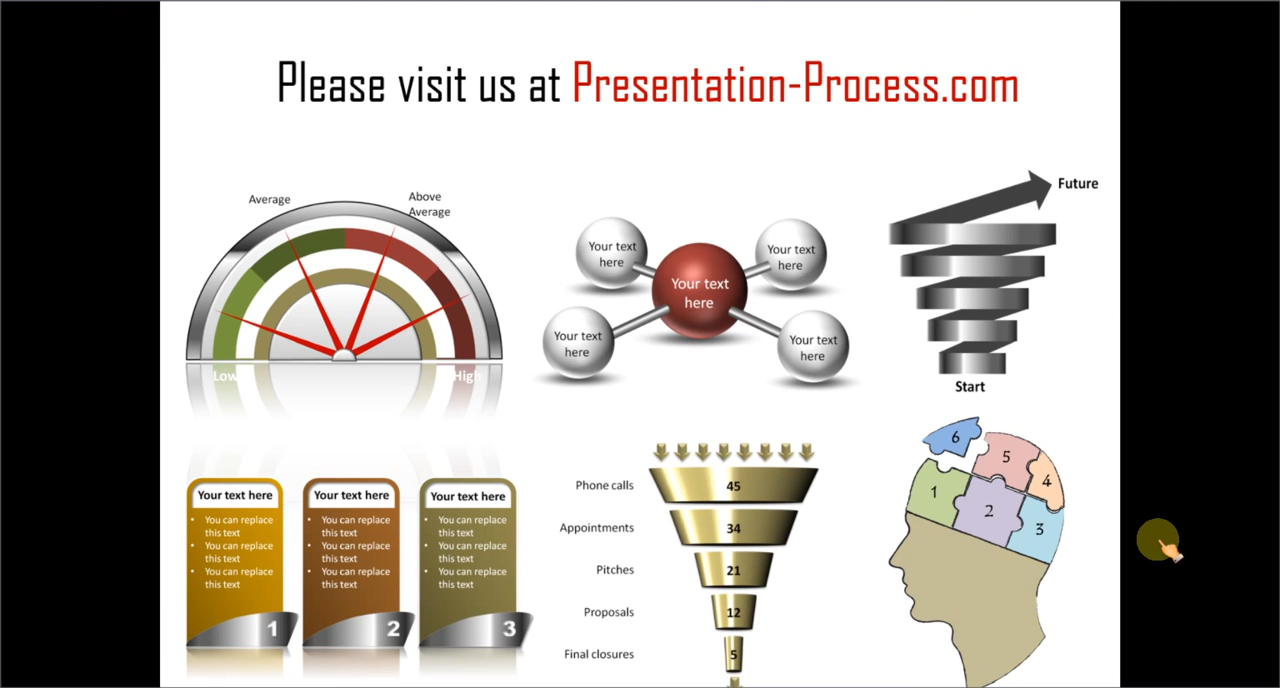 Please visit us at Presentation-Process.com
Average
Above
Average
Low
High
Your text
here
Your text
here
Your text
here
Your text
here
Your text
here
Future
Start
Your text here
• You can replace
this text
• You can replace
this text
• You can replace
this text
1
Your text here
• You can replace
this text
• You can replace
this text
• You can replace
this text
2
Your text here
• You can replace
this text
• You can replace
this text
• You can replace
this text
3
Phone calls 45
Appointments 34
Pitches 21
Proposals 12
Final closures 5
6
5
4
1
2
3